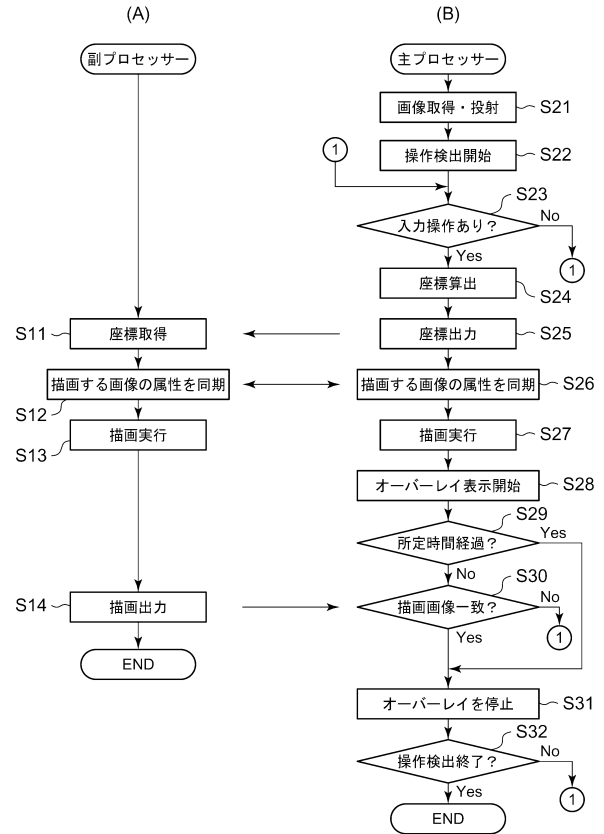 (A)
副プロセッサー
S11
座標取得
描画する画像の属性を同期
S12
描画実行
S13
S14
描画出力
END
(B)
主プロセッサー
画像取得・投射
S21
1
操作検出開始
S22
S23
入力操作あり？
No
1
Yes
座標算出
S24
座標出力
S25
描画する画像の属性を同期
S26
描画実行
S27
オーバーレイ表示開始
S28
S29
所定時間経過？
Yes
No
S30
描画画像一致？
No
1
Yes
オーバーレイを停止
S31
S32
操作検出終了？
No
1
Yes
END